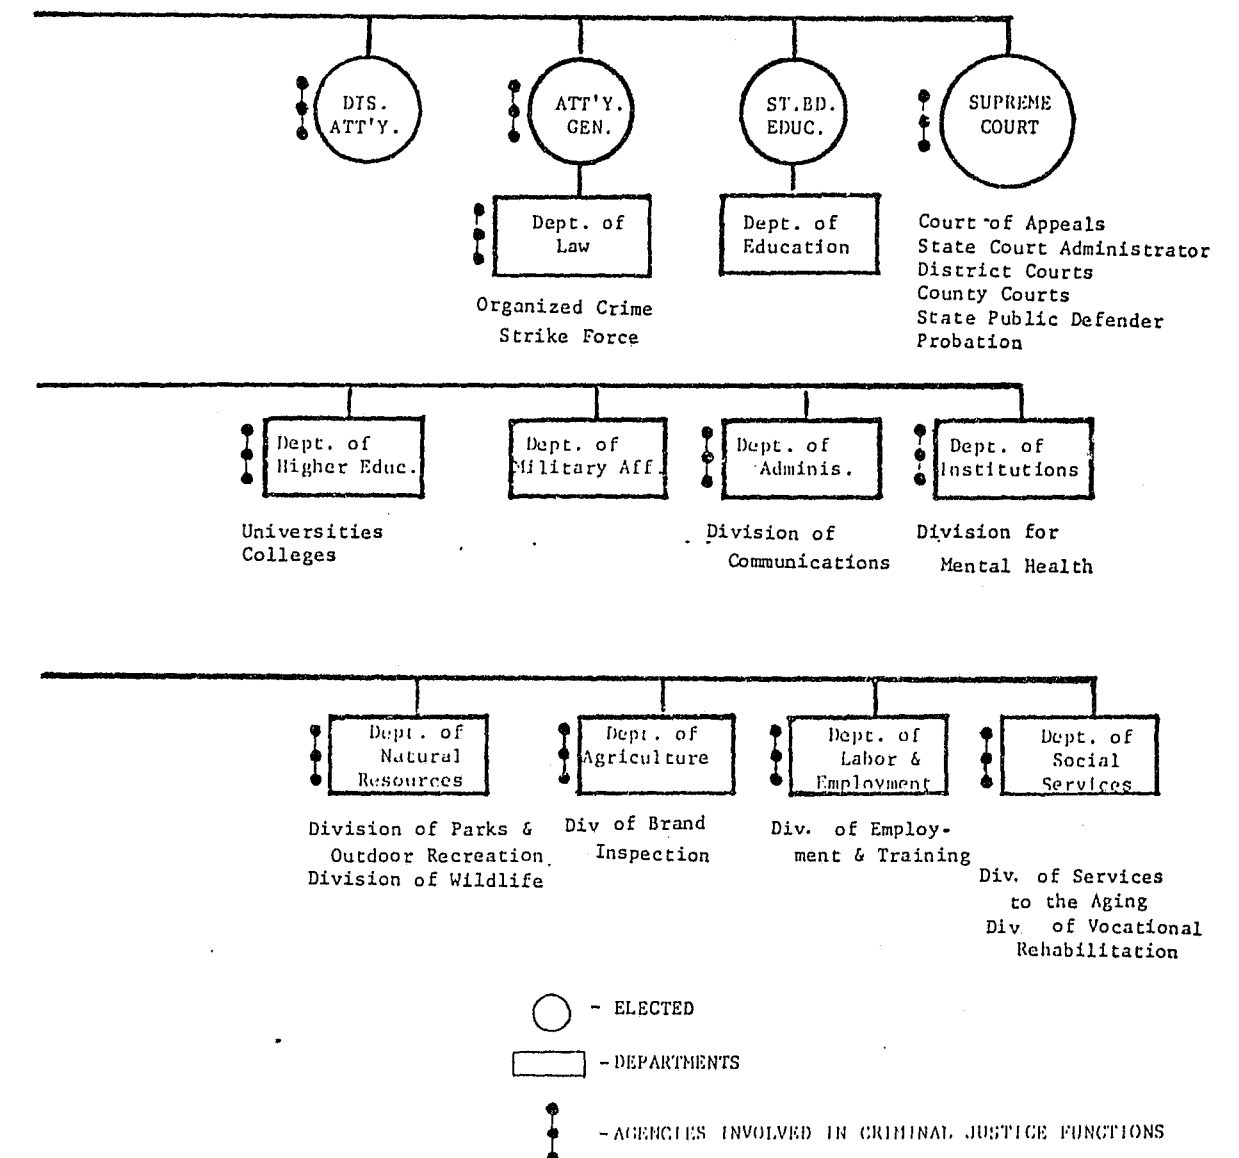 DIS.
ATT'Y.
ATT'Y.
GEN.
ST.BD.
EDUC.
SUPREME
COURT
Dept. of
Law
Dept. of
Education
Organized Crime
Strike Force
Court of Appeals
State Court Administrator
District Courts
County Courts
State Public Defender
Probation
Dept. of
Higher Educ.
Dept. of
Military Aff.
Dept. of
Adminis.
Dept. of
Institutions
Universities
Colleges
Division of
Communications
Division for
Mental Health
Dept. of
Natural
Resources
Dept. of
Agriculture
Dept. of
Labor &
Employment
Dept. of
Social
Services
Division of Parks &
Outdoor Recreation
Division of Wildlife
Div of Brand
Inspection
Div. of Employ-
ment & Training
Div. of Services
to the Aging
Div of Vocational
Rehabilitation
- ELECTED
- DEPARTMENTS
- AGENCIES INVOLVED IN CRIMINAL JUSTICE FUNCTIONS